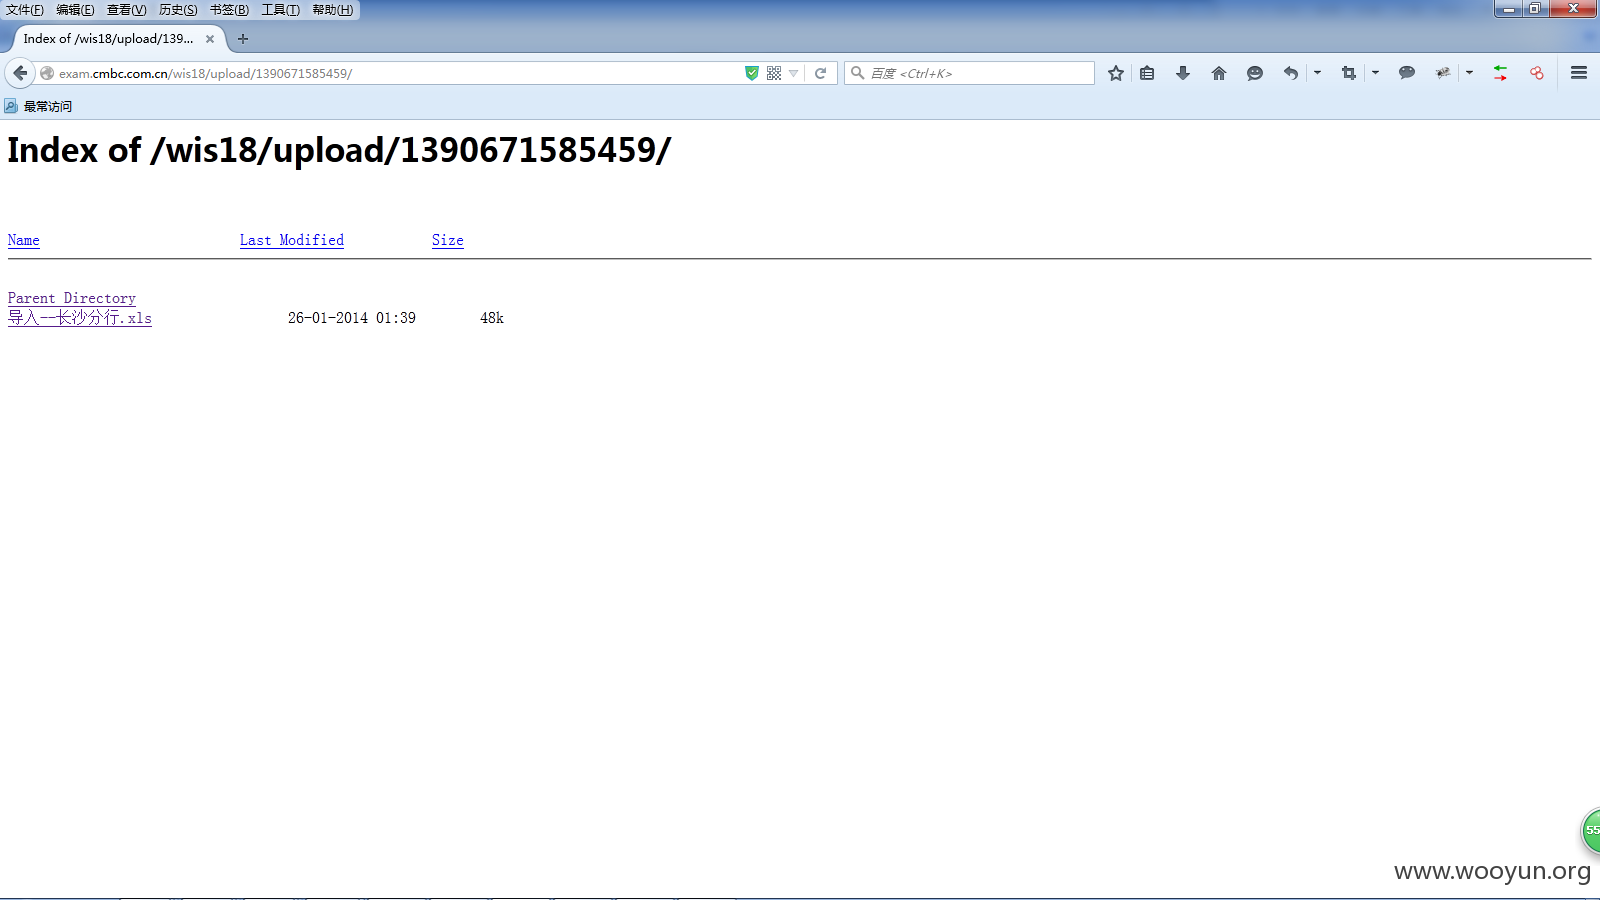 文件(F) 编辑(E) 查看(V) 历史(S) 书签(B) 工具(T) 帮助(H)
Index of /wis18/upload/139...
exam.cmbc.com.cn/wis18/upload/1390671585459/
百度 <Ctrl+K>
最常访问
Index of /wis18/upload/1390671585459/
Name Last Modified Size
Parent Directory
导入--长沙分行.xls 26-01-2014 01:39 48k
55
www.wooyun.org